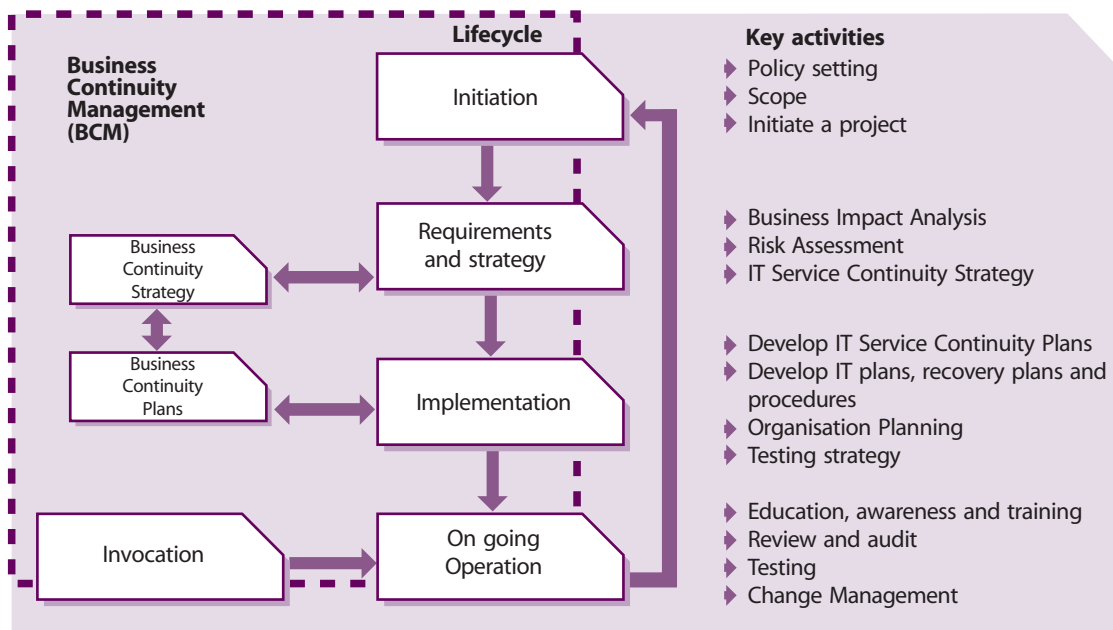 Lifecycle
Key activities
Business
Continuity
Management
(BCM)
Initiation
Policy setting
Scope
Initiate a project
Requirements
and strategy
Business
Continuity
Strategy
Business Impact Analysis
Risk Assessment
IT Service Continuity Strategy
Business
Continuity
Plans
Implementation
Develop IT Service Continuity Plans
Develop IT plans, recovery plans and
procedures
Organisation Planning
Testing strategy
Invocation
On going
Operation
Education, awareness and training
Review and audit
Testing
Change Management